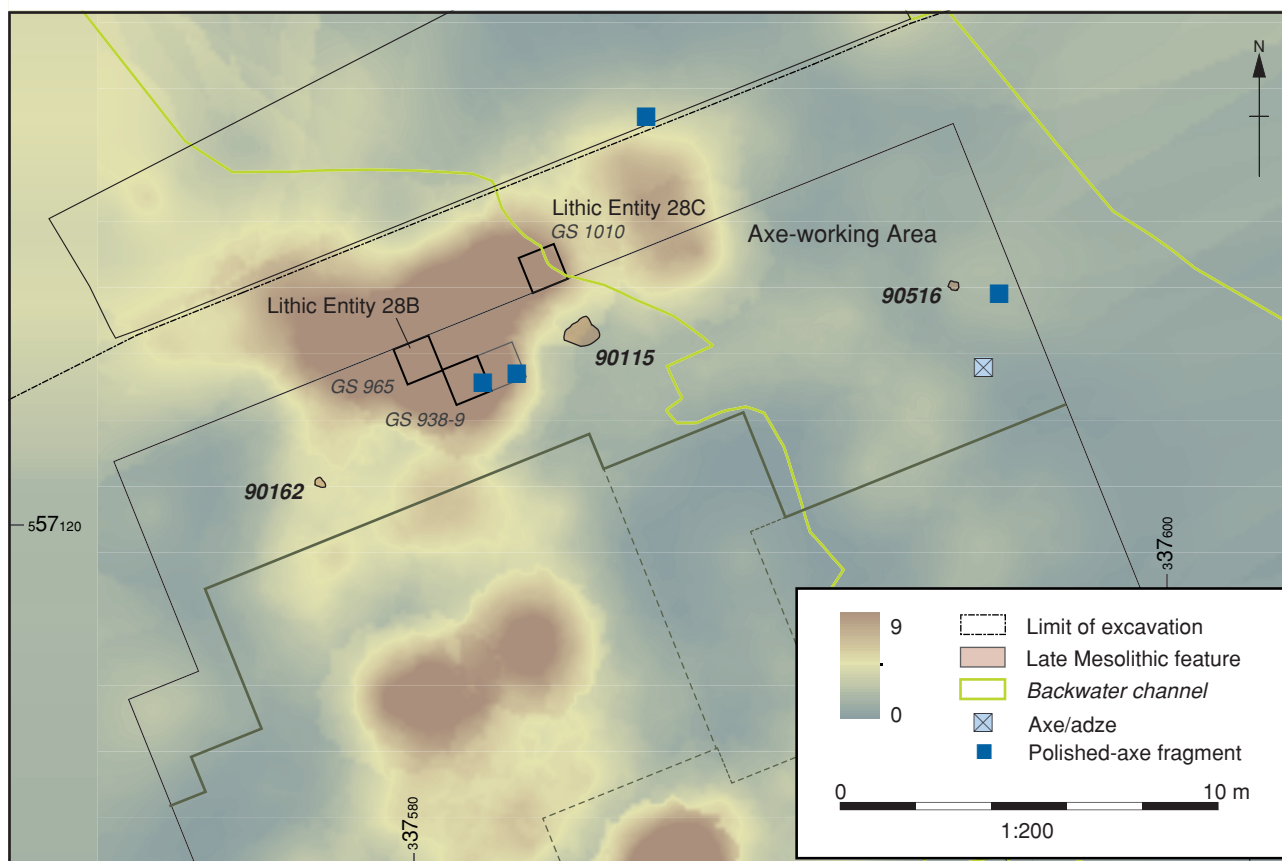 N
Lithic Entity 28C
GS 1010
Axe-working Area
90516
Lithic Entity 28B
90115
GS 965
GS 938-9
90162
557120
337600
337580
9
0
Limit of excavation
Late Mesolithic feature
Backwater channel
Axe/adze
Polished-axe fragment
0 10 m
1:200